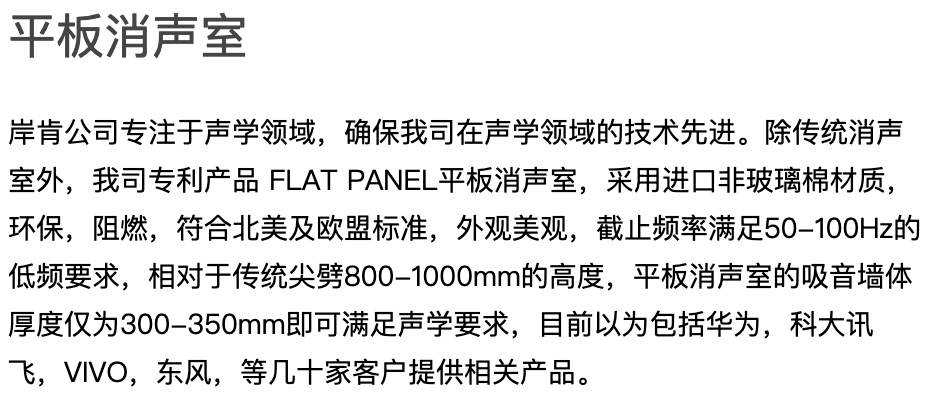 平板消声室
岸肯公司专注于声学领域，确保我司在声学领域的技术先进。除传统消声
室外，我司专利产品 FLAT PANEL平板消声室，采用进口非玻璃棉材质，
环保，阻燃，符合北美及欧盟标准，外观美观，截止频率满足50-100Hz的
低频要求，相对于传统尖劈800-1000mm的高度，平板消声室的吸音墙体
厚度仅为300-350mm即可满足声学要求，目前以为包括华为，科大讯
飞，VIVO，东风，等几十家客户提供相关产品。